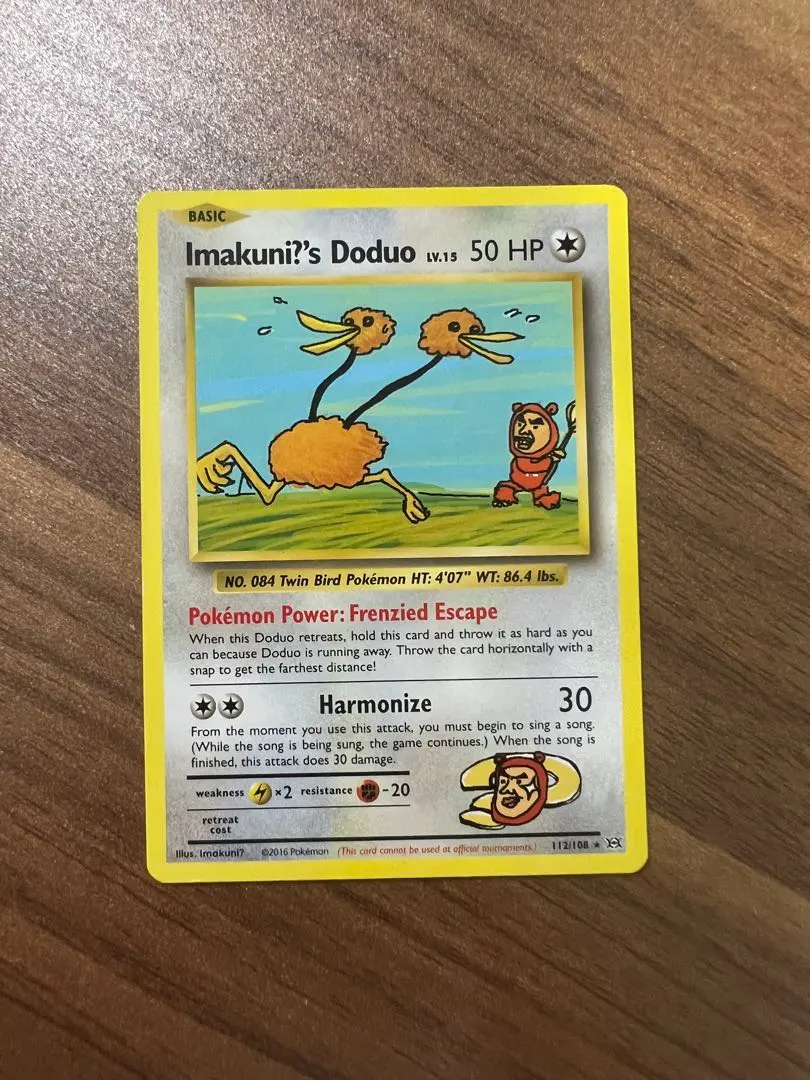 BASIC
Imakuni?'s Doduo LV.15 50 HP
NO. 084 Twin Bird Pokémon HT: 4'07" WT: 86.4 lbs.
Pokémon Power: Frenzied Escape
When this Doduo retreats, hold this card and throw it as hard as you
can because Doduo is running away. Throw the card horizontally with a
snap to get the farthest distance!
Harmonize 30
From the moment you use this attack, you must begin to sing a song.
(While the song is being sung, the game continues.) When the song is
finished, this attack does 30 damage.
weakness ×2 resistance -20
retreat
cost
Illus. Imakuni? ©2016 Pokémon (This card cannot be used at official tournaments.) 112/108 ★